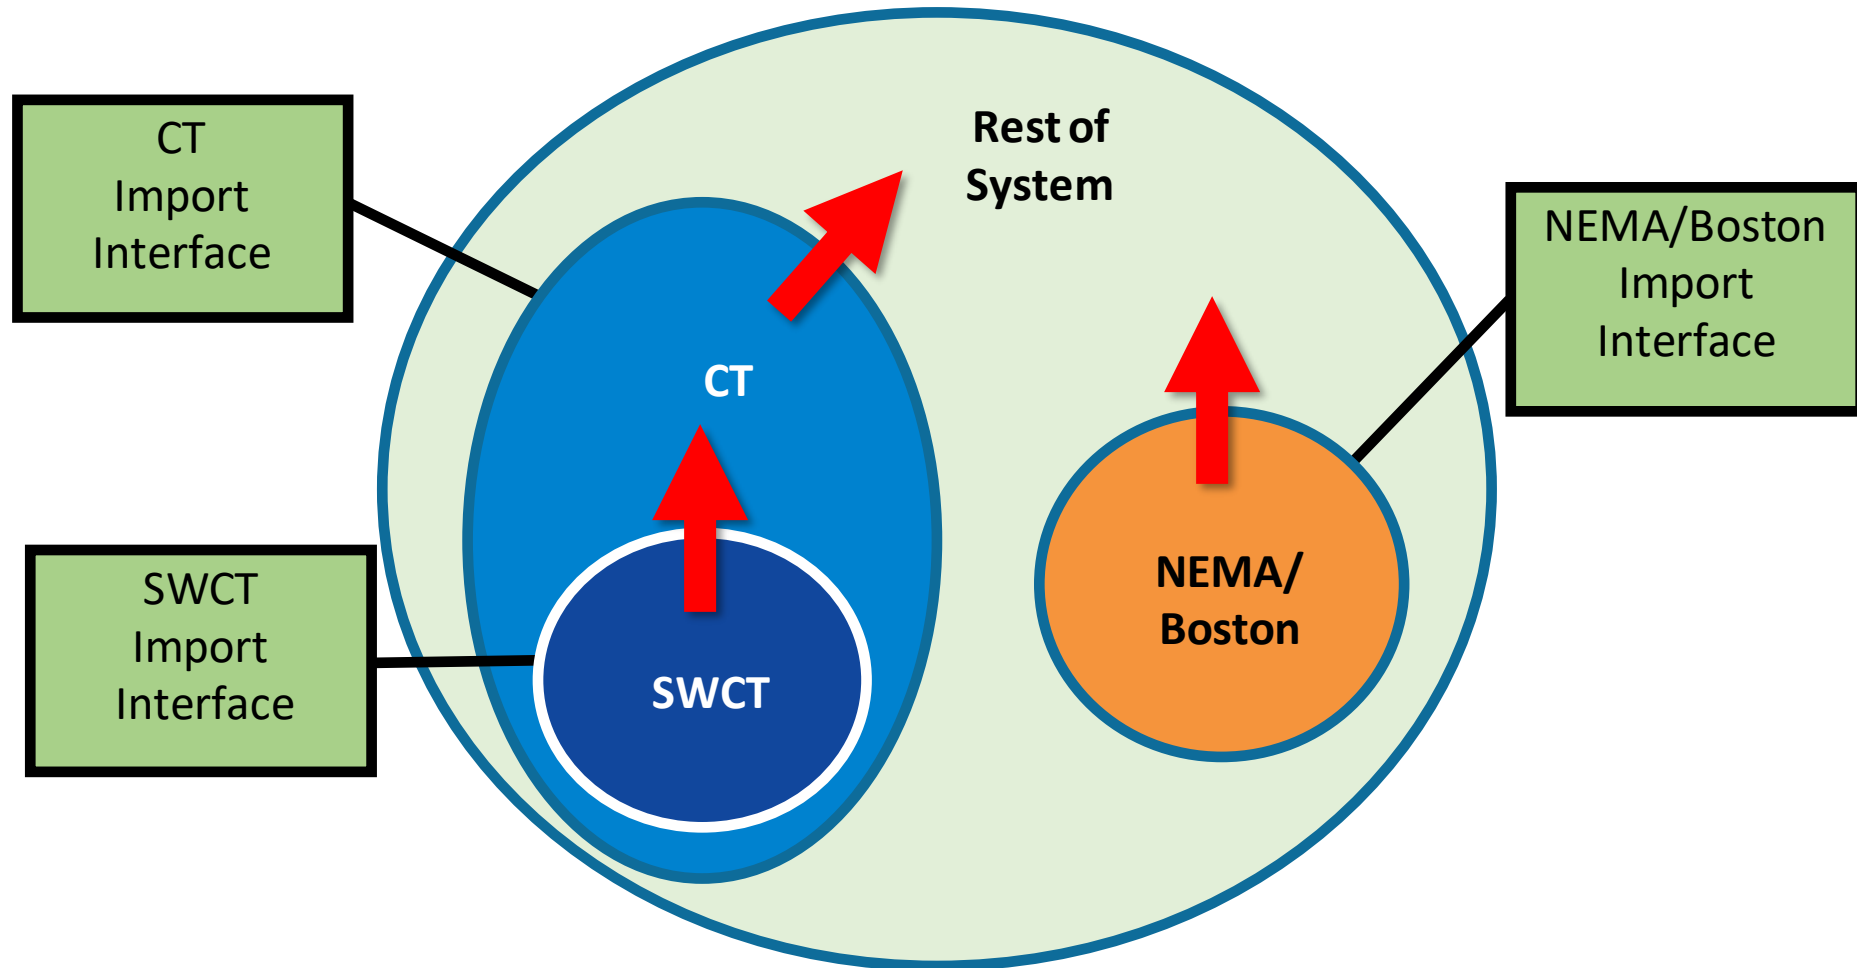 CT
Import
Interface
Rest of
System
NEMA/Boston
Import
Interface
CT
SWCT
Import
Interface
SWCT
NEMA/
Boston